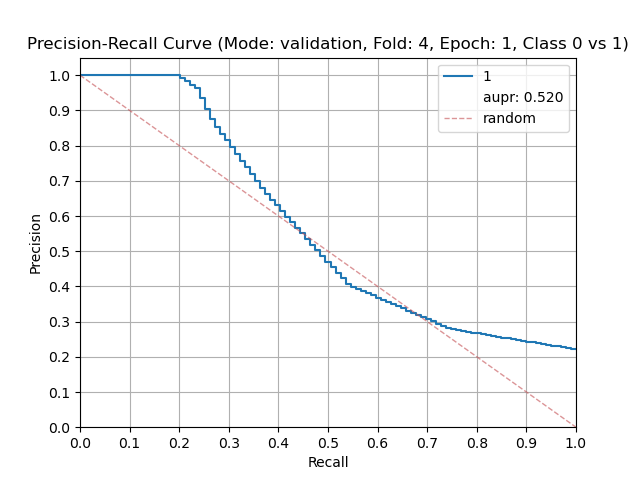 Precision-Recall Curve (Mode: validation, Fold: 4, Epoch: 1, Class 0 vs 1)
1
aupr: 0.520
random
1.0
0.9
0.8
0.7
0.6
0.5
0.4
0.3
0.2
0.1
0.0
Precision
0.0 0.1 0.2 0.3 0.4 0.5 0.6 0.7 0.8 0.9 1.0
Recall